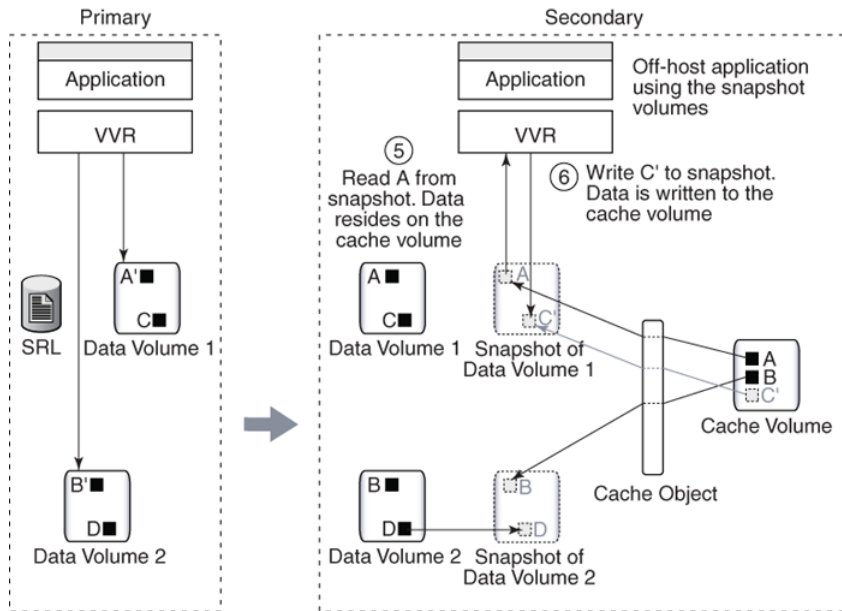 Primary
Secondary
Application
VVR
A'
C
Data Volume 1
SRL
B'
D
Data Volume 2
Application
VVR
Off-host application
using the snapshot
volumes
5
Read A from
snapshot. Data
resides on the
cache volume
6
Write C' to snapshot.
Data is written to the
cache volume
A
C
Data Volume 1
A
C'
Snapshot of
Data Volume 1
A
B
C'
Cache Volume
Cache Object
B
D
Data Volume 2
B
D
Snapshot of
Data Volume 2